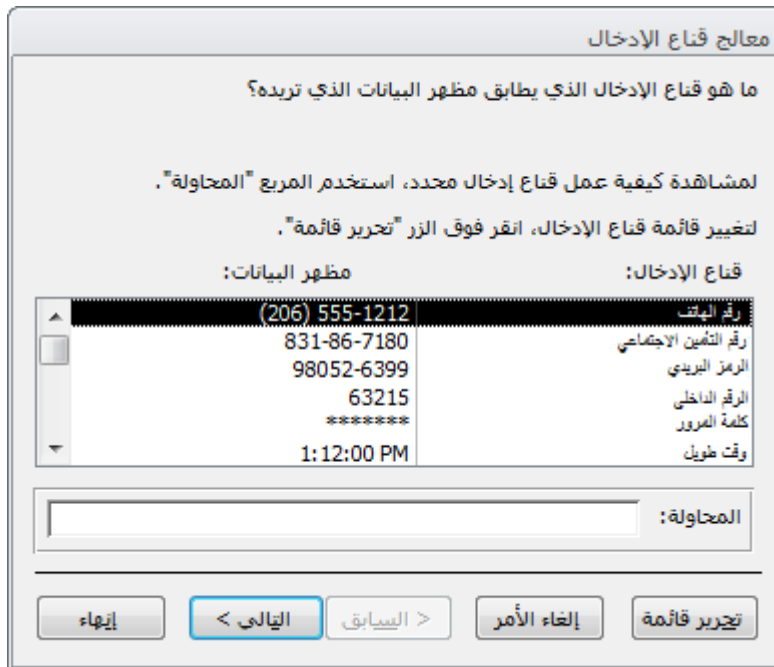 معالج قناع الإدخال
ما هو قناع الإدخال الذي يطابق مظهر البيانات الذي تريده؟
لمشاهدة كيفية عمل قناع إدخال محدد، استخدم المربع "المحاولة".
لتغيير قائمة قناع الإدخال، انقر فوق الزر "تحرير قائمة".
قناع الإدخال: مظهر البيانات:
رقم الهاتف (206) 555-1212
رقم التأمين الاجتماعي 831-86-7180
الرمز البريدي 98052-6399
الرقم الداخلي 63215
كلمة المرور *******
وقت طويل 1:12:00 PM
المحاولة:
تحرير قائمة إلغاء الأمر < السابق التالي > إنهاء